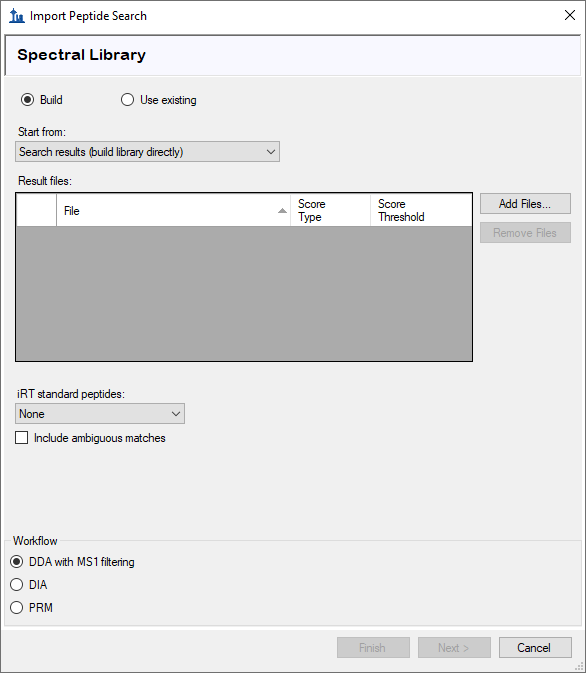 Import Peptide Search
Spectral Library
Build
Use existing
Start from:
Search results (build library directly)
Result files:
File
Score
Type
Score
Threshold
Add Files...
Remove Files
iRT standard peptides:
None
Include ambiguous matches
Workflow
DDA with MS1 filtering
DIA
PRM
Finish
Next >
Cancel